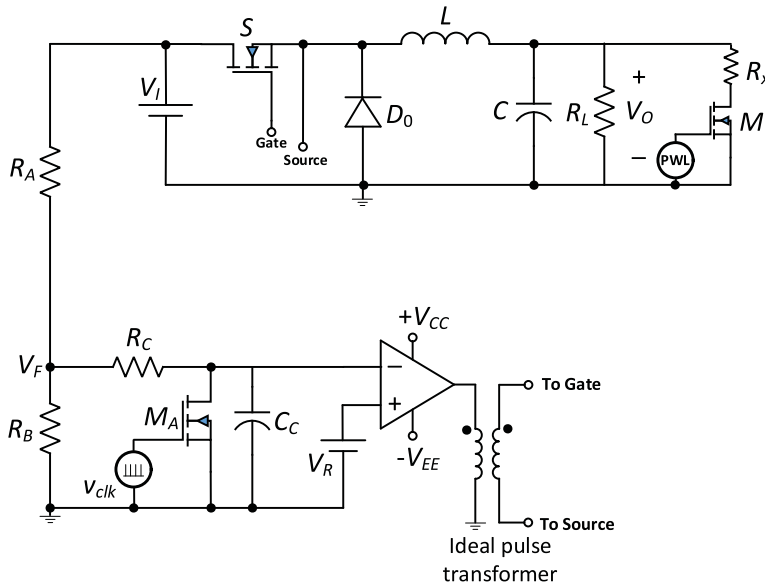 S
L
V_I
Gate
Source
D_0
C
R_L
+
V_O
−
R_x
M
PWL
R_A
V_F
R_C
+V_CC
−
+
M_A
C_C
V_R
-V_EE
R_B
v_clk
To Gate
To Source
Ideal pulse
transformer